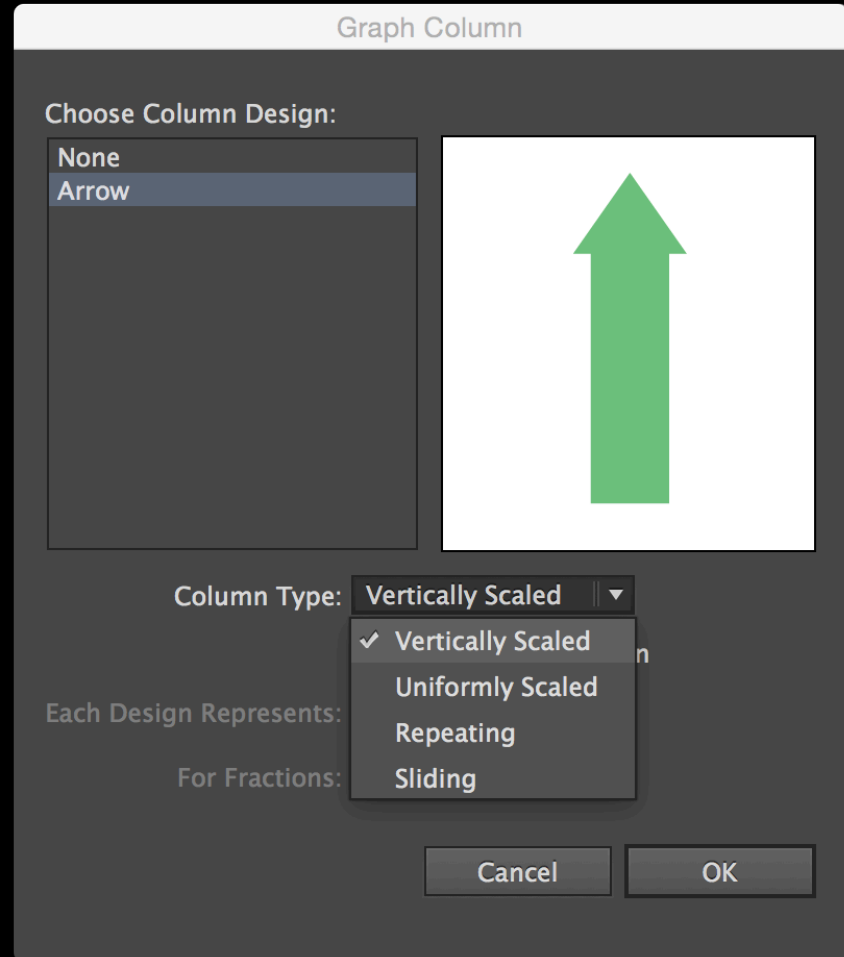 Graph Column
Choose Column Design:
None
Arrow
Column Type: Vertically Scaled
Vertically Scaled
Uniformly Scaled
Repeating
Sliding
Each Design Represents:
For Fractions:
Cancel OK